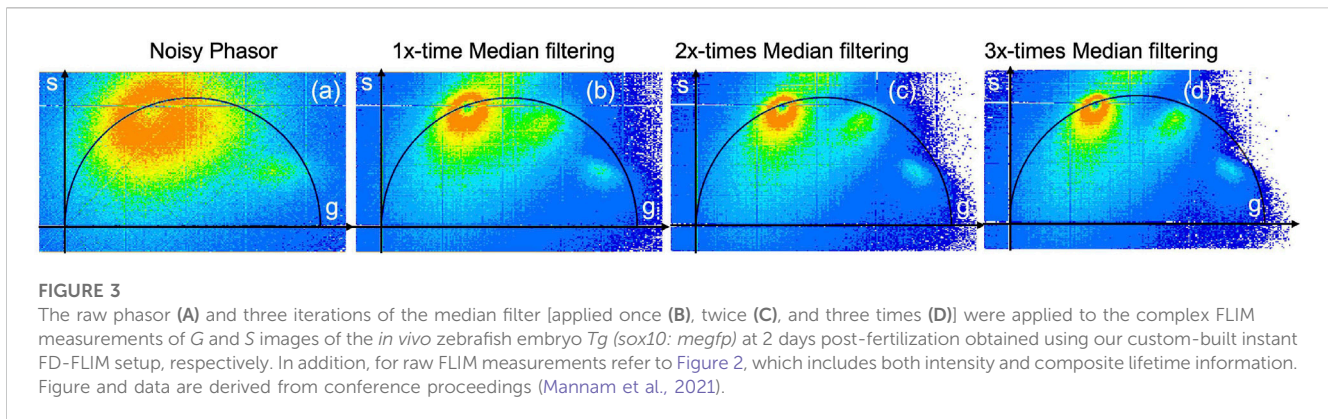 Noisy Phasor
1x-time Median filtering
2x-times Median filtering
3x-times Median filtering
s
(a)
g
s
(b)
g
s
(c)
g
s
(d)
g
FIGURE 3
The raw phasor (A) and three iterations of the median filter [applied once (B), twice (C), and three times (D)] were applied to the complex FLIM
measurements of G and S images of the in vivo zebrafish embryo Tg (sox10: megfp) at 2 days post-fertilization obtained using our custom-built instant
FD-FLIM setup, respectively. In addition, for raw FLIM measurements refer to Figure 2, which includes both intensity and composite lifetime information.
Figure and data are derived from conference proceedings (Mannam et al., 2021).